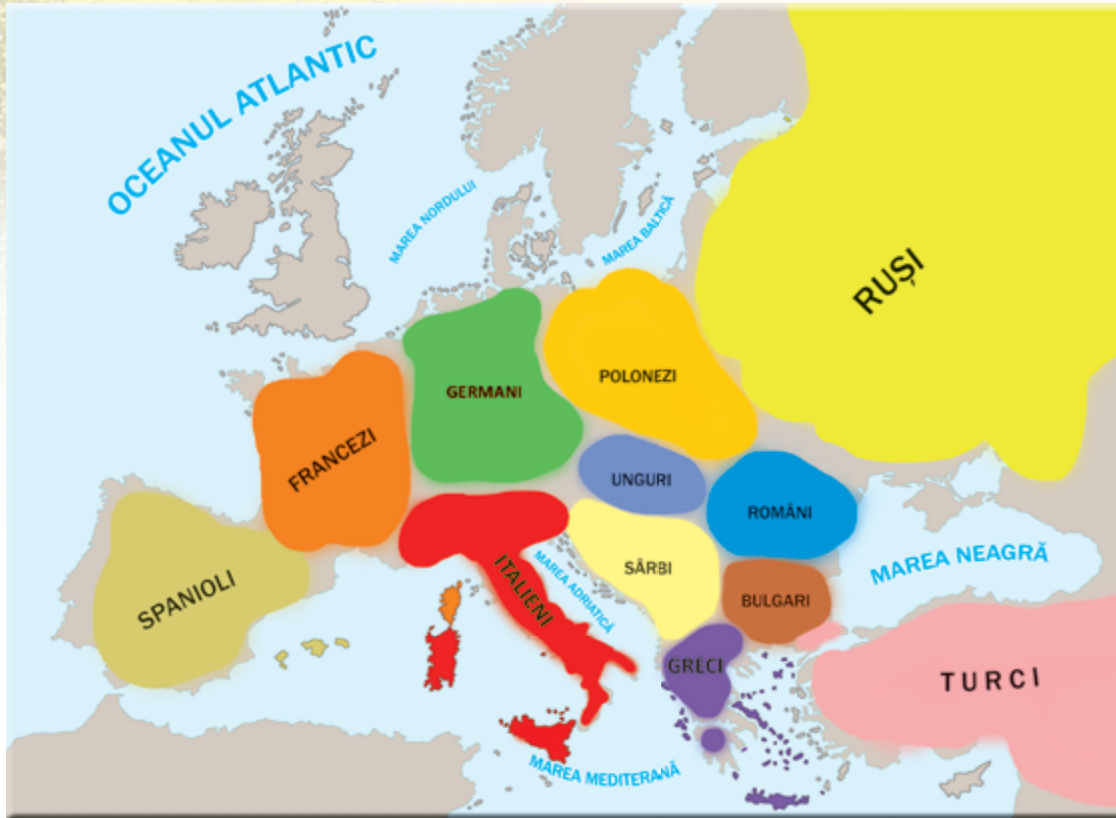 OCEANUL ATLANTIC
MAREA NORDULUI
MAREA BALTICĂ
RUȘI
POLONEZI
GERMANI
FRANCEZI
UNGURI
ROMÂNI
MAREA NEAGRĂ
SÂRBI
MAREA ADRIATICĂ
ITALIENI
SPANIOLI
BULGARI
GRECI
TURCI
MAREA MEDITERANĂ